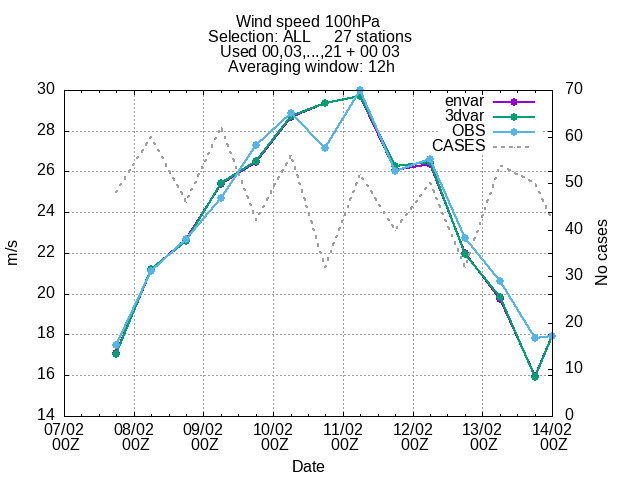 Wind speed 100hPa
Selection: ALL 27 stations
Used 00,03,...,21 + 00 03
Averaging window: 12h
envar
3dvar
OBS
CASES
30
28
26
24
22
20
18
16
14
m/s
70
60
50
40
30
20
10
0
No cases
07/02 08/02 09/02 10/02 11/02 12/02 13/02 14/02
00Z 00Z 00Z 00Z 00Z 00Z 00Z 00Z
Date